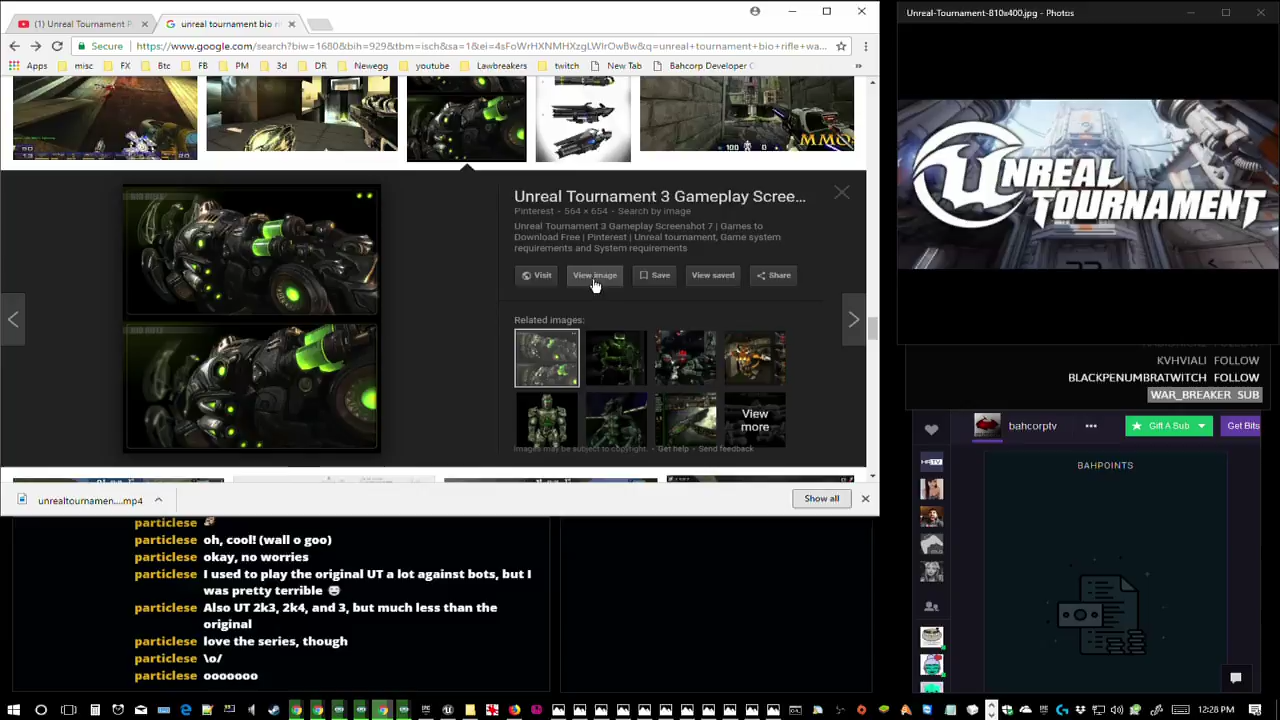 (1) Unreal Tournament P
unreal tournament bio ri
Secure
https://www.google.com/search?biw=1680&bih=929&tbm=isch&sa=1&ei=4sFoWrHXNMHXzgLWIrOwBw&q=unreal+tournament+bio+rifle+wa...
Apps
misc
FX
Btc
FB
PM
3d
DR
Newegg
youtube
Lawbreakers
twitch
New Tab
Bahcorp Developer
»
MMO
100
0
Unreal Tournament 3 Gameplay Scree...
Pinterest - 564 × 654 - Search by image
Unreal Tournament 3 Gameplay Screenshot 7 | Games to
Download Free | Pinterest | Unreal tournament, Game system
requirements and System requirements
Visit
View image
Save
View saved
Share
Related images:
View
more
Images may be subject to copyright. - Get help - Send feedback
unrealtournamen....mp4
Show all
particlese
particlese oh, cool! (wall o goo)
particlese okay, no worries
particlese I used to play the original UT a lot against bots, but I
was pretty terrible
particlese Also UT 2k3, 2k4, and 3, but much less than the
original
particlese love the series, though
particlese \o/
particlese ooooooo
Unreal-Tournament-810x400.jpg - Photos
UNREAL
TOURNAMENT
KVHVIALI FOLLOW
BLACKPENUMBRATWITCH FOLLOW
WAR_BREAKER SUB
bahcorptv
•••
Gift A Sub
Get Bits
BAHPOINTS
12:28 PM